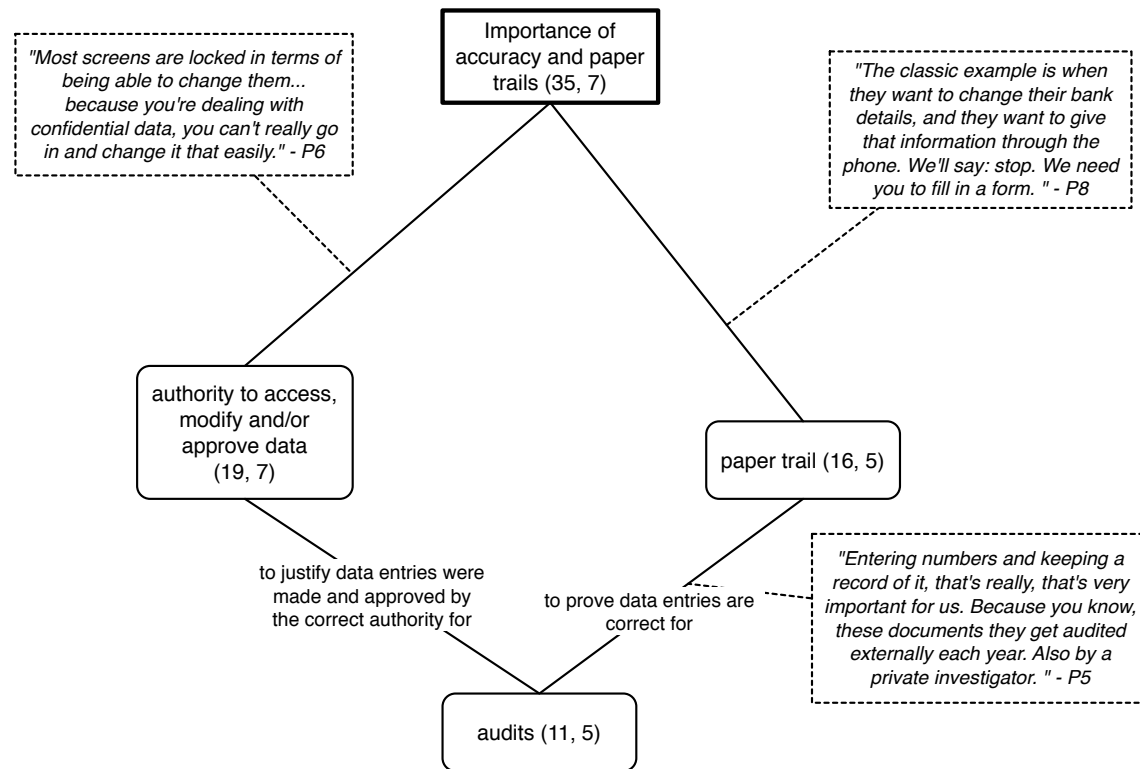 Importance of
accuracy and paper
trails (35, 7)
"Most screens are locked in terms of
being able to change them...
because you're dealing with
confidential data, you can't really go
in and change it that easily." - P6
"The classic example is when
they want to change their bank
details, and they want to give
that information through the
phone. We'll say: stop. We need
you to fill in a form. " - P8
authority to access,
modify and/or
approve data
(19, 7)
paper trail (16, 5)
to justify data entries were
made and approved by
the correct authority for
to prove data entries are
correct for
"Entering numbers and keeping a
record of it, that's really, that's very
important for us. Because you know,
these documents they get audited
externally each year. Also by a
private investigator. " - P5
audits (11, 5)